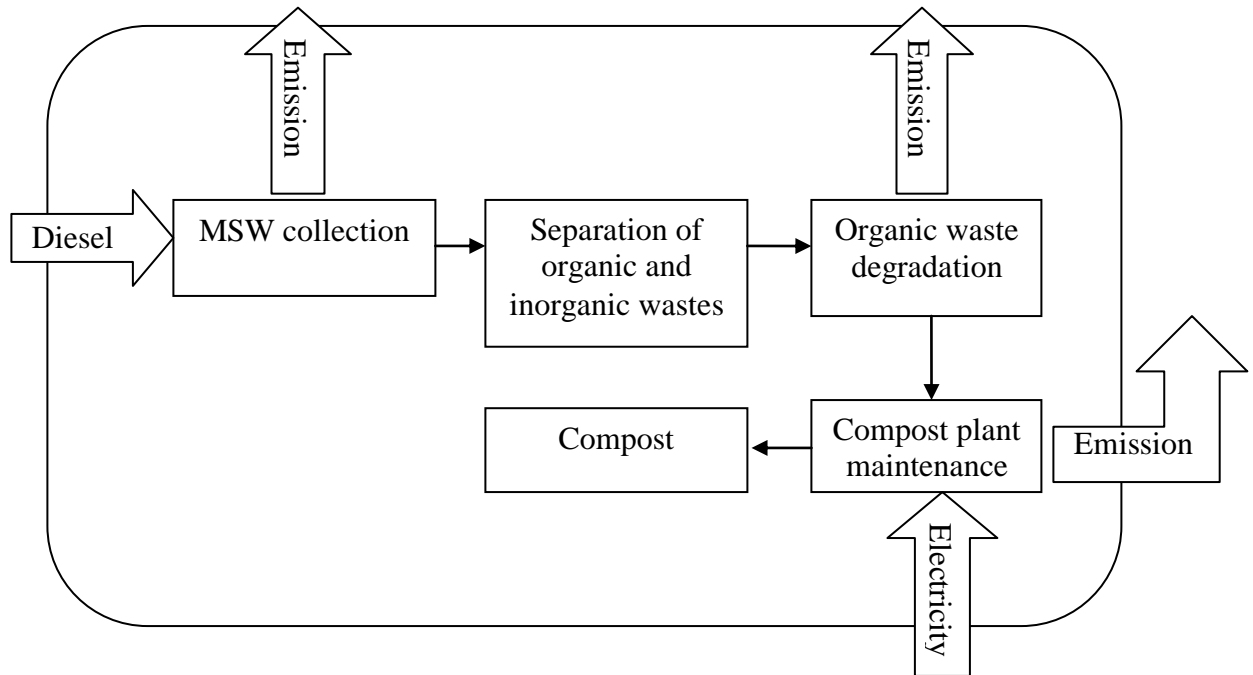 Emission
Emission
Diesel
MSW collection
Separation of
organic and
inorganic wastes
Organic waste
degradation
Compost
Compost plant
maintenance
Emission
Electricity